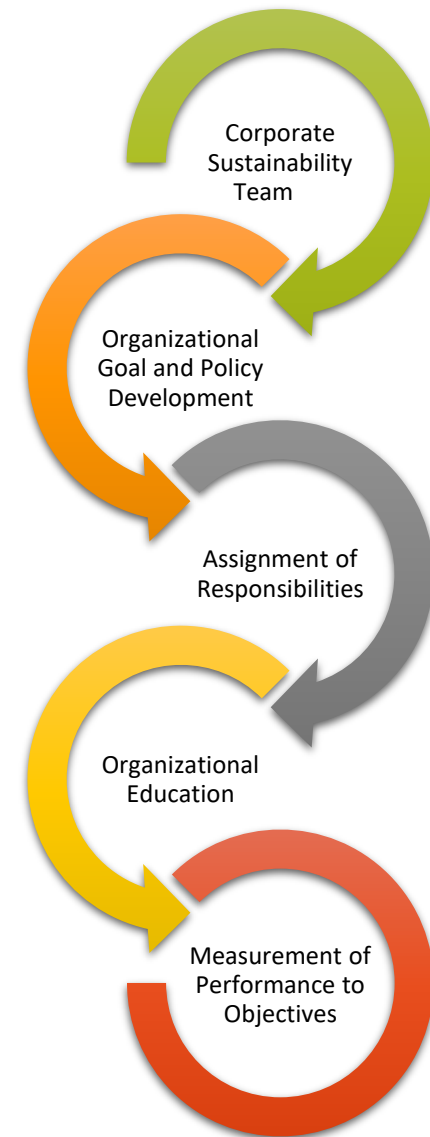 Corporate
Sustainability
Team
Organizational
Goal and Policy
Development
Assignment of
Responsibilities
Organizational
Education
Measurement of
Performance to
Objectives